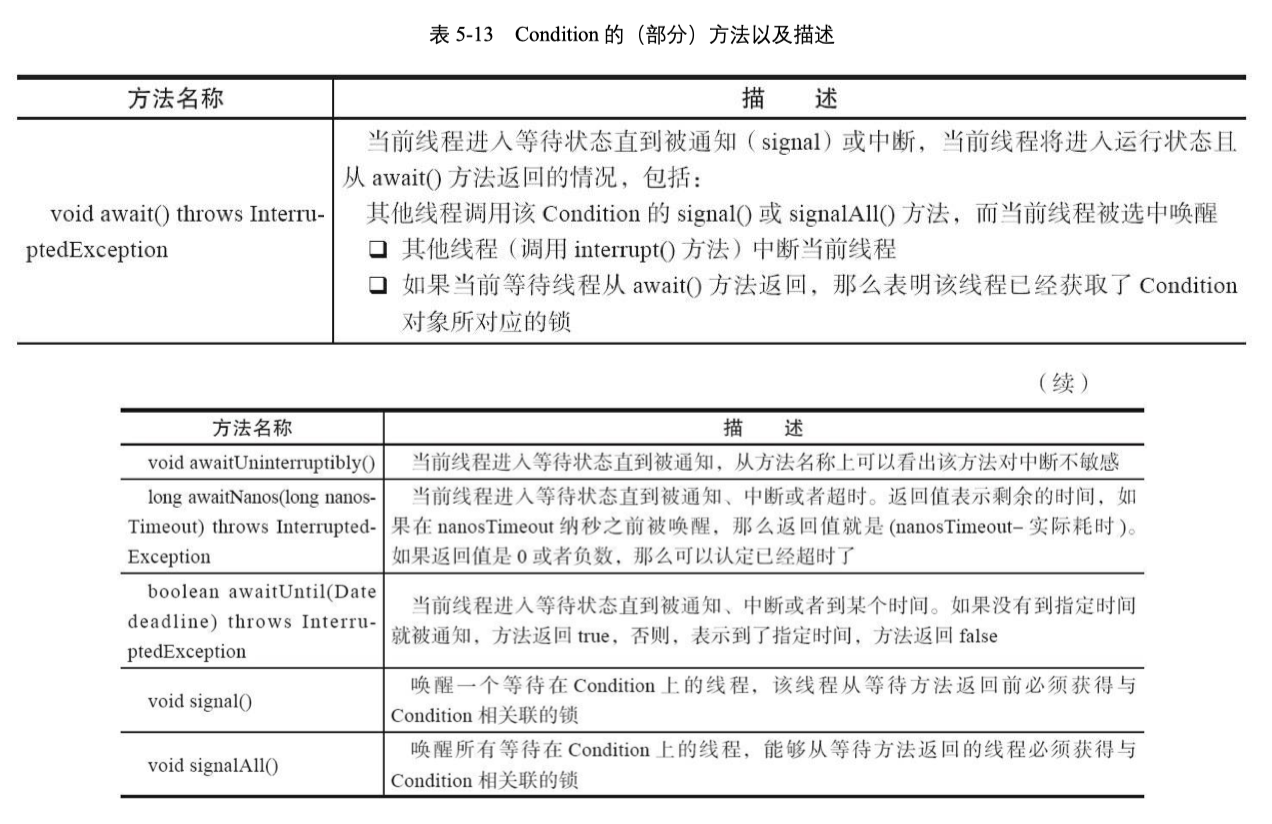 表 5-13 Condition 的（部分）方法以及描述
方法名称
描 述
void await() throws Interru-
ptedException
当前线程进入等待状态直到被通知（signal）或中断，当前线程将进入运行状态且
从 await() 方法返回的情况，包括：
其他线程调用该 Condition 的 signal() 或 signalAll() 方法，而当前线程被选中唤醒
❑ 其他线程（调用 interrupt() 方法）中断当前线程
❑ 如果当前等待线程从 await() 方法返回，那么表明该线程已经获取了 Condition
对象所对应的锁
（续）
方法名称
描 述
void awaitUninterruptibly()
当前线程进入等待状态直到被通知，从方法名称上可以看出该方法对中断不敏感
long awaitNanos(long nanos-
Timeout) throws Interrupted-
Exception
当前线程进入等待状态直到被通知、中断或者超时。返回值表示剩余的时间，如
果在 nanosTimeout 纳秒之前被唤醒，那么返回值就是 (nanosTimeout– 实际耗时 )。
如果返回值是 0 或者负数，那么可以认定已经超时了
boolean awaitUntil(Date
deadline) throws Interru-
ptedException
当前线程进入等待状态直到被通知、中断或者到某个时间。如果没有到指定时间
就被通知，方法返回 true，否则，表示到了指定时间，方法返回 false
void signal()
唤醒一个等待在 Condition 上的线程，该线程从等待方法返回前必须获得与
Condition 相关联的锁
void signalAll()
唤醒所有等待在 Condition 上的线程，能够从等待方法返回的线程必须获得与
Condition 相关联的锁